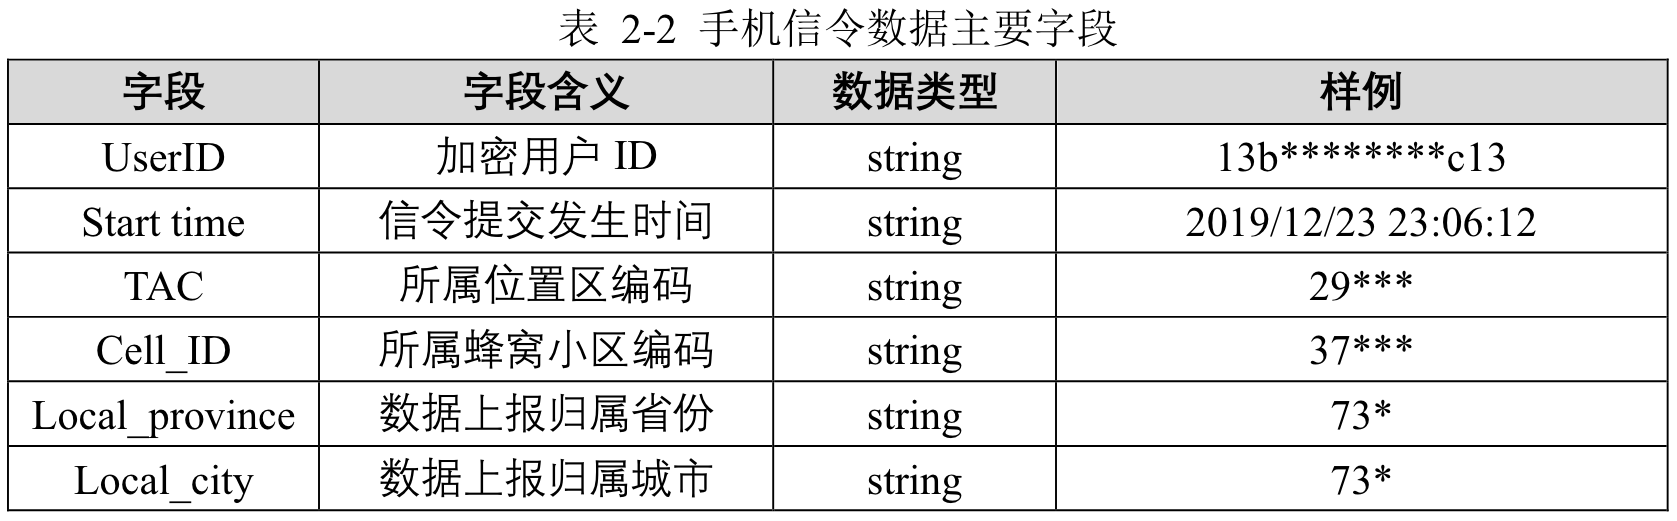 表 2-2 手机信令数据主要字段
字段 字段含义 数据类型 样例
UserID 加密用户 ID string 13b********c13
Start time 信令提交发生时间 string 2019/12/23 23:06:12
TAC 所属位置区编码 string 29***
Cell_ID 所属蜂窝小区编码 string 37***
Local_province 数据上报归属省份 string 73*
Local_city 数据上报归属城市 string 73*